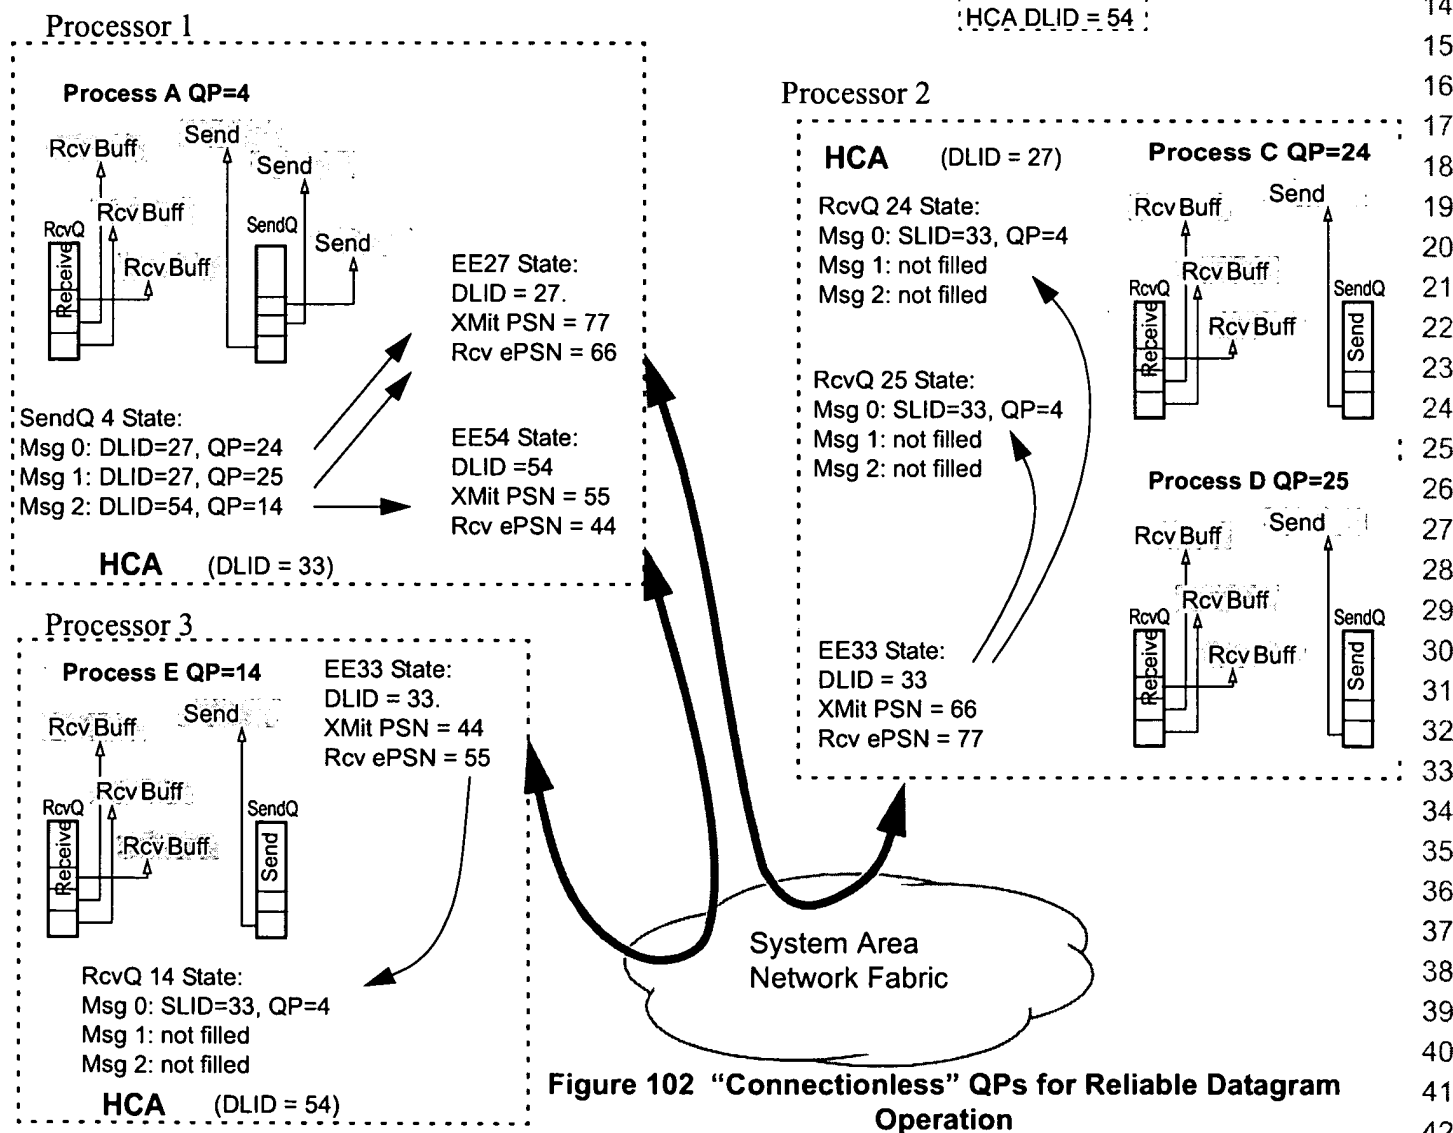 HCA DLID = 54
Processor 1
Process A QP=4
Rcv Buff
Send
Send
Rcv Buff
RcvQ
SendQ
Send
Receive
Rcv Buff
EE27 State:
DLID = 27.
XMit PSN = 77
Rcv ePSN = 66
SendQ 4 State:
Msg 0: DLID=27, QP=24
Msg 1: DLID=27, QP=25
Msg 2: DLID=54, QP=14
EE54 State:
DLID =54
XMit PSN = 55
Rcv ePSN = 44
HCA (DLID = 33)
Processor 2
HCA (DLID = 27)
RcvQ 24 State:
Msg 0: SLID=33, QP=4
Msg 1: not filled
Msg 2: not filled
RcvQ 25 State:
Msg 0: SLID=33, QP=4
Msg 1: not filled
Msg 2: not filled
EE33 State:
DLID = 33
XMit PSN = 66
Rcv ePSN = 77
Process C QP=24
Rcv Buff
Send
Rcv Buff
RcvQ
SendQ
Receive
Rcv Buff
Send
Process D QP=25
Rcv Buff
Send
Rcv Buff
RcvQ
SendQ
Receive
Rcv Buff
Send
Processor 3
Process E QP=14
EE33 State:
DLID = 33.
XMit PSN = 44
Rcv ePSN = 55
Rcv Buff
Send
Rcv Buff
RcvQ
SendQ
Receive
Rcv Buff
Send
RcvQ 14 State:
Msg 0: SLID=33, QP=4
Msg 1: not filled
Msg 2: not filled
HCA (DLID = 54)
System Area
Network Fabric
Figure 102 “Connectionless” QPs for Reliable Datagram
Operation
14
15
16
17
18
19
20
21
22
23
24
25
26
27
28
29
30
31
32
33
34
35
36
37
38
39
40
41
42